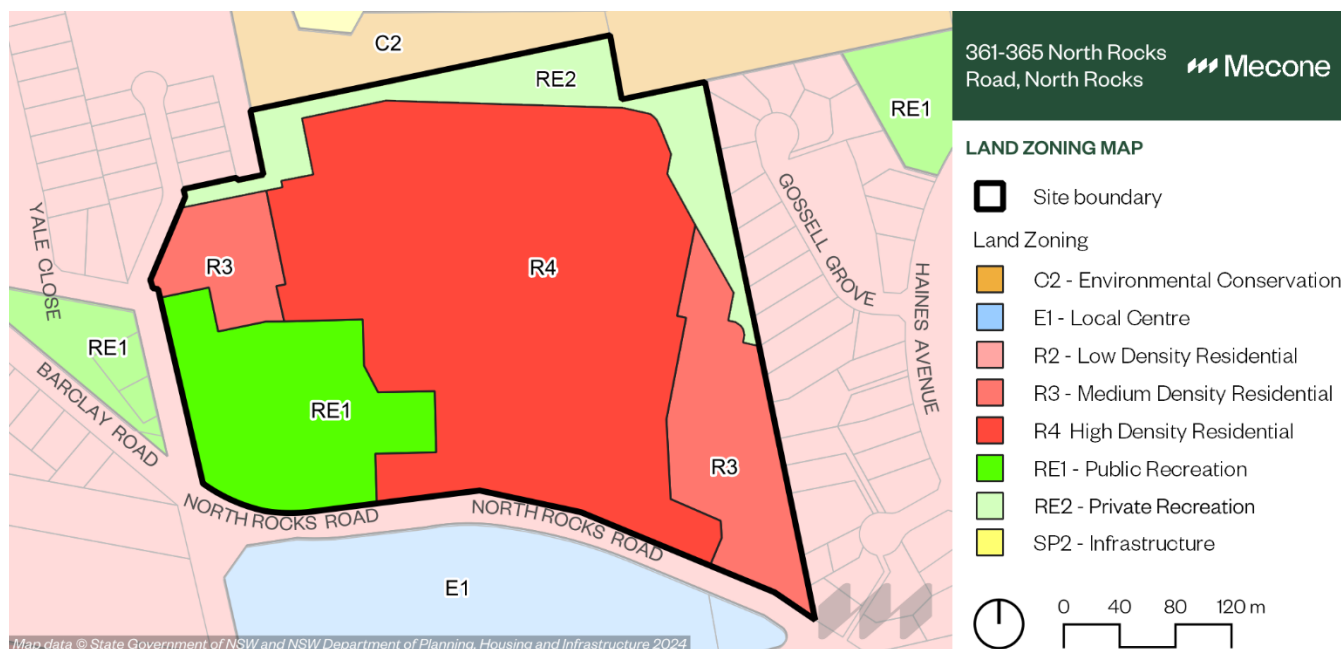 C2
RE2
RE1
R3
R4
RE1
RE1
R3
E1
YALE CLOSE
BARCLAY ROAD
NORTH ROCKS ROAD
NORTH ROCKS ROAD
GOSSELL GROVE
HAINES AVENUE
Map data © State Government of NSW and NSW Department of Planning, Housing and Infrastructure 2024
361-365 North Rocks
Road, North Rocks
Mecone
LAND ZONING MAP
Site boundary
Land Zoning
C2 - Environmental Conservation
E1 - Local Centre
R2 - Low Density Residential
R3 - Medium Density Residential
R4 High Density Residential
RE1 - Public Recreation
RE2 - Private Recreation
SP2 - Infrastructure
0 40 80 120 m